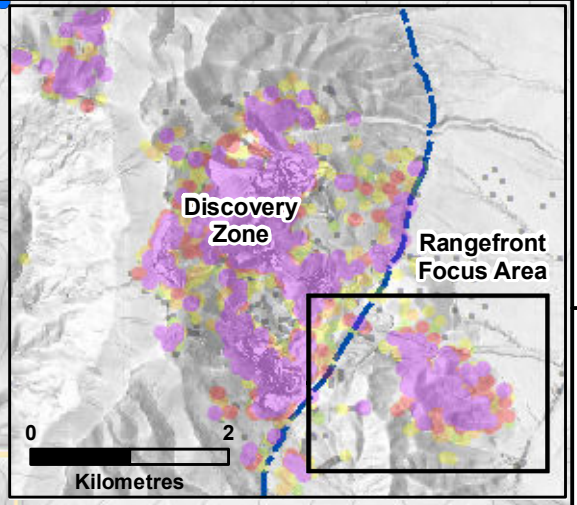 Discovery
Zone
Rangefront
Focus Area
0 2
Kilometres